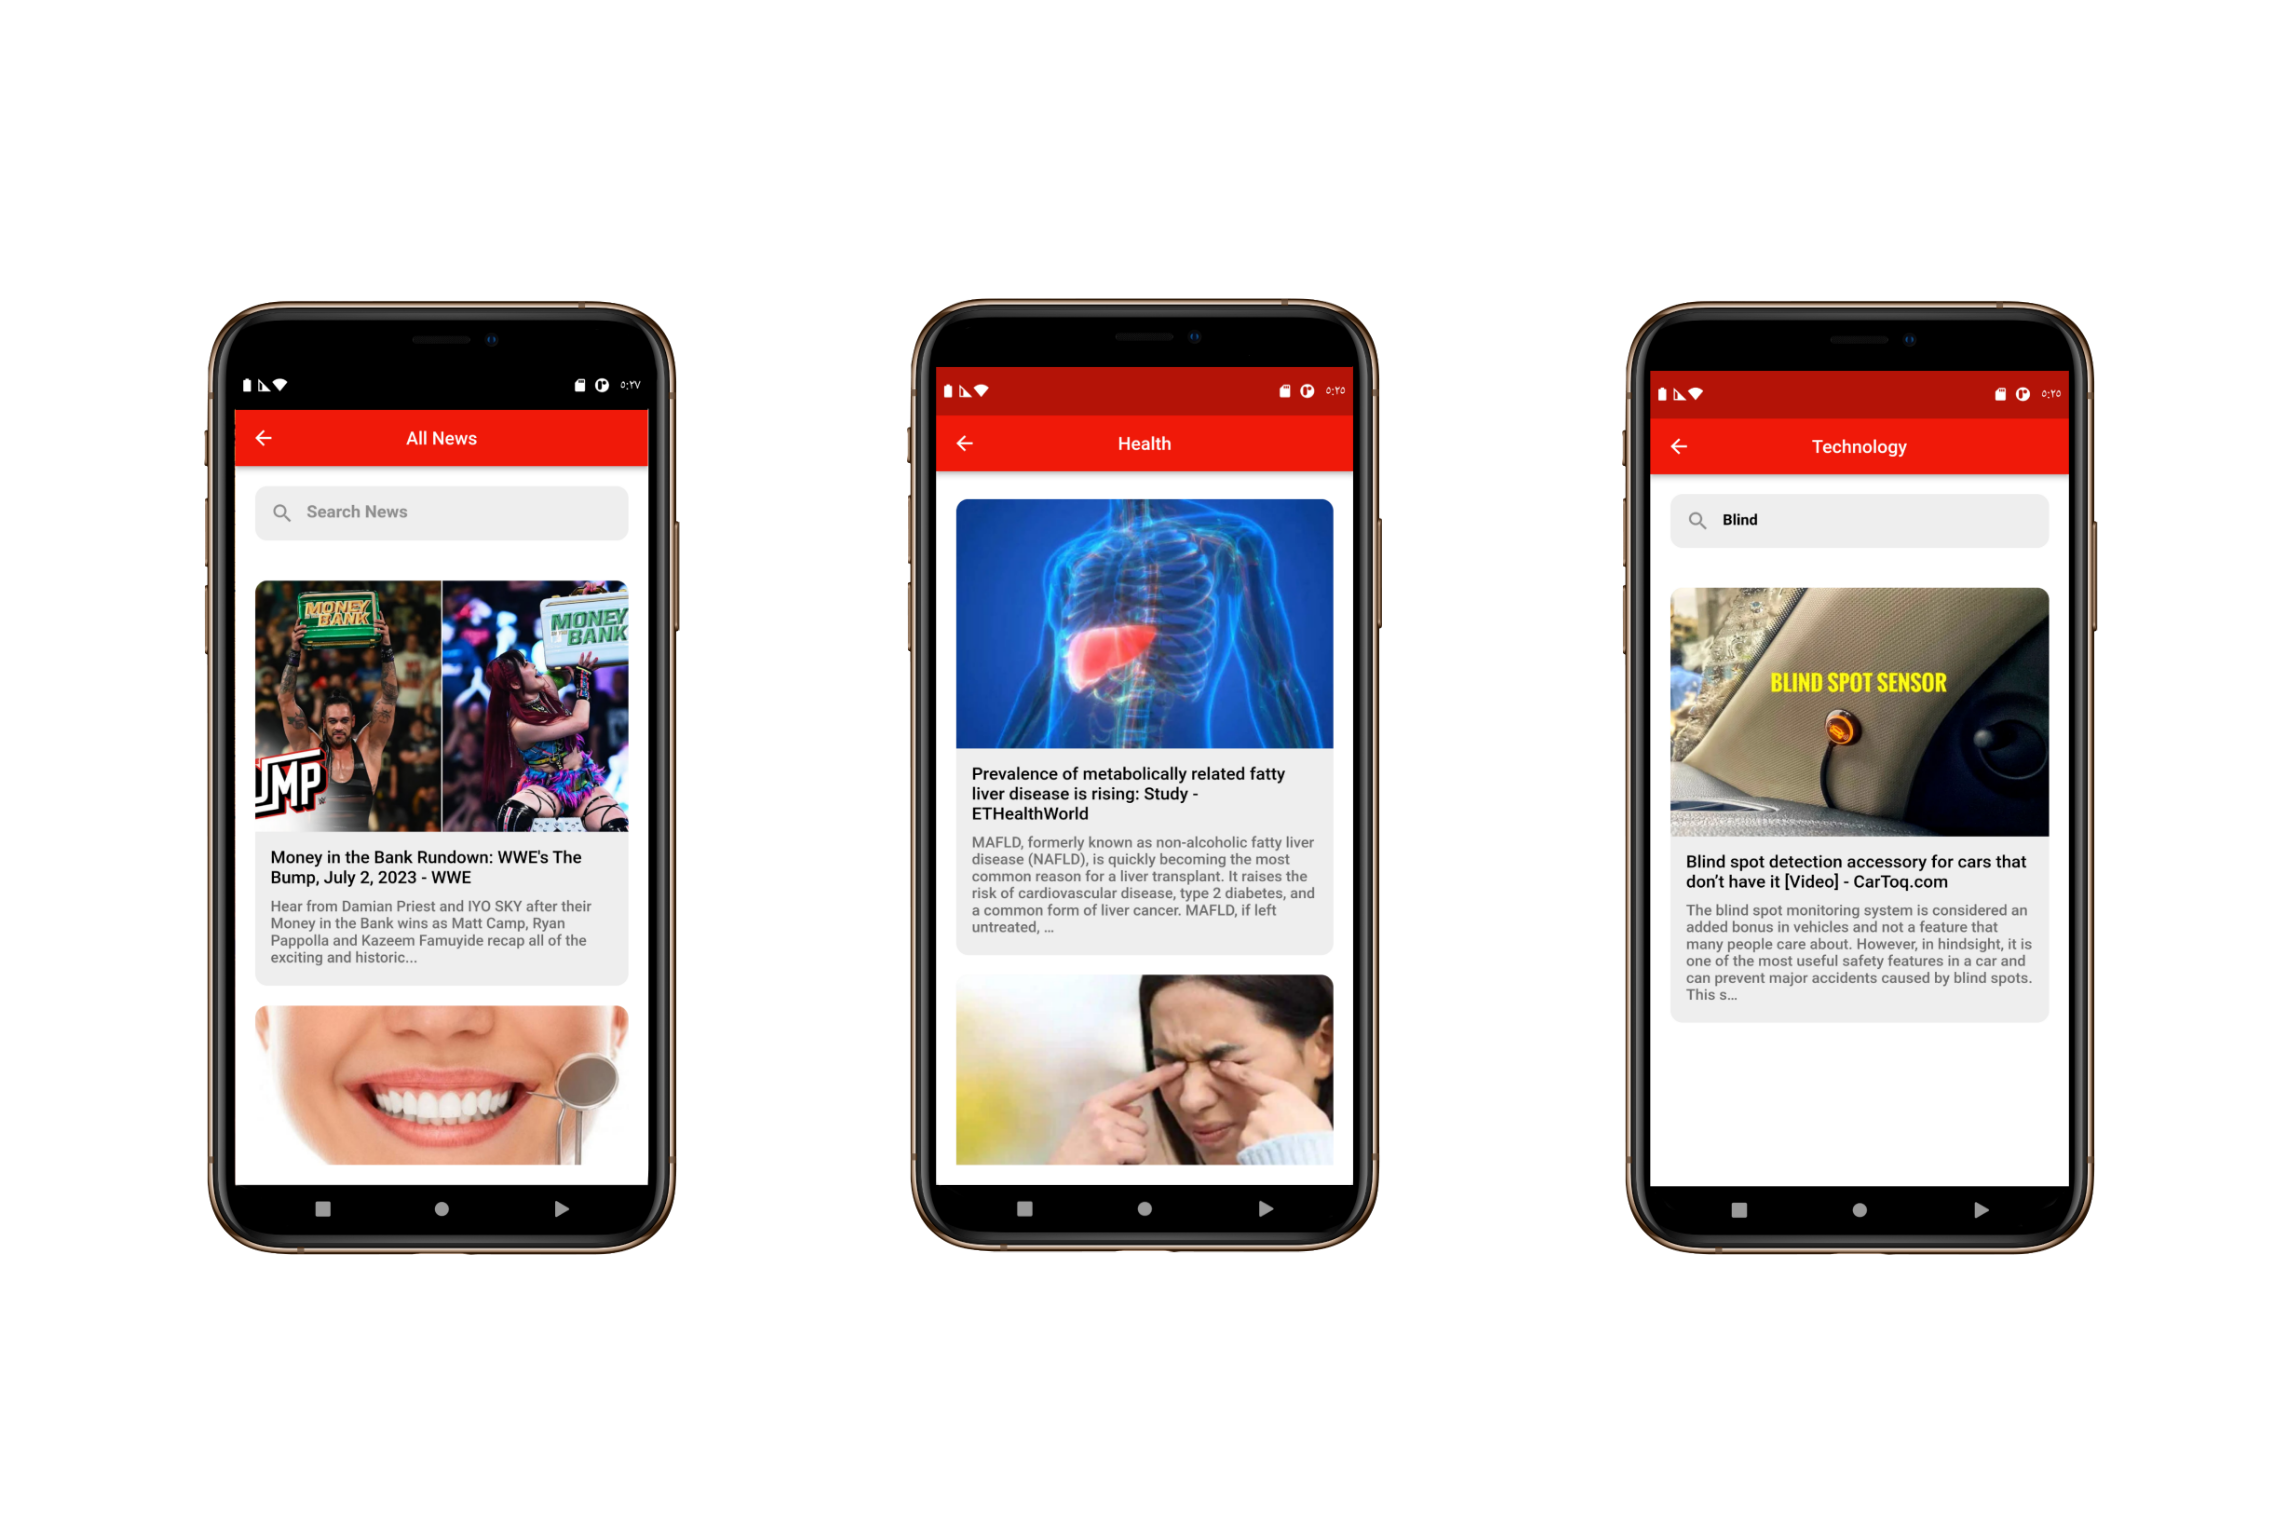 ٥:٢٧
All News
Search News
MONEY
BANK
MONEY
BANK
UMP
Money in the Bank Rundown: WWE's The
Bump, July 2, 2023 - WWE
Hear from Damian Priest and IYO SKY after their
Money in the Bank wins as Matt Camp, Ryan
Pappolla and Kazeem Famuyide recap all of the
exciting and historic...
٥:٢٥
Health
Prevalence of metabolically related fatty
liver disease is rising: Study -
ETHealthWorld
MAFLD, formerly known as non-alcoholic fatty liver
disease (NAFLD), is quickly becoming the most
common reason for a liver transplant. It raises the
risk of cardiovascular disease, type 2 diabetes, and
a common form of liver cancer. MAFLD, if left
untreated, ...
٥:٢٥
Technology
Blind
BLIND SPOT SENSOR
Blind spot detection accessory for cars that
don’t have it [Video] - CarToq.com
The blind spot monitoring system is considered an
added bonus in vehicles and not a feature that
many people care about. However, in hindsight, it is
one of the most useful safety features in a car and
can prevent major accidents caused by blind spots.
This s...